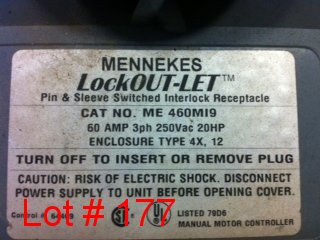 MENNEKES
LockOUT-LET™
Pin & Sleeve Switched Interlock Receptacle
CAT NO. ME 460MI9
60 AMP 3ph 250Vac 20HP
ENCLOSURE TYPE 4X, 12
TURN OFF TO INSERT OR REMOVE PLUG
CAUTION: RISK OF ELECTRIC SHOCK. DISCONNECT
POWER SUPPLY TO UNIT BEFORE OPENING COVER.
Control #
LISTED 79D6
MANUAL MOTOR CONTROLLER
Lot # 177